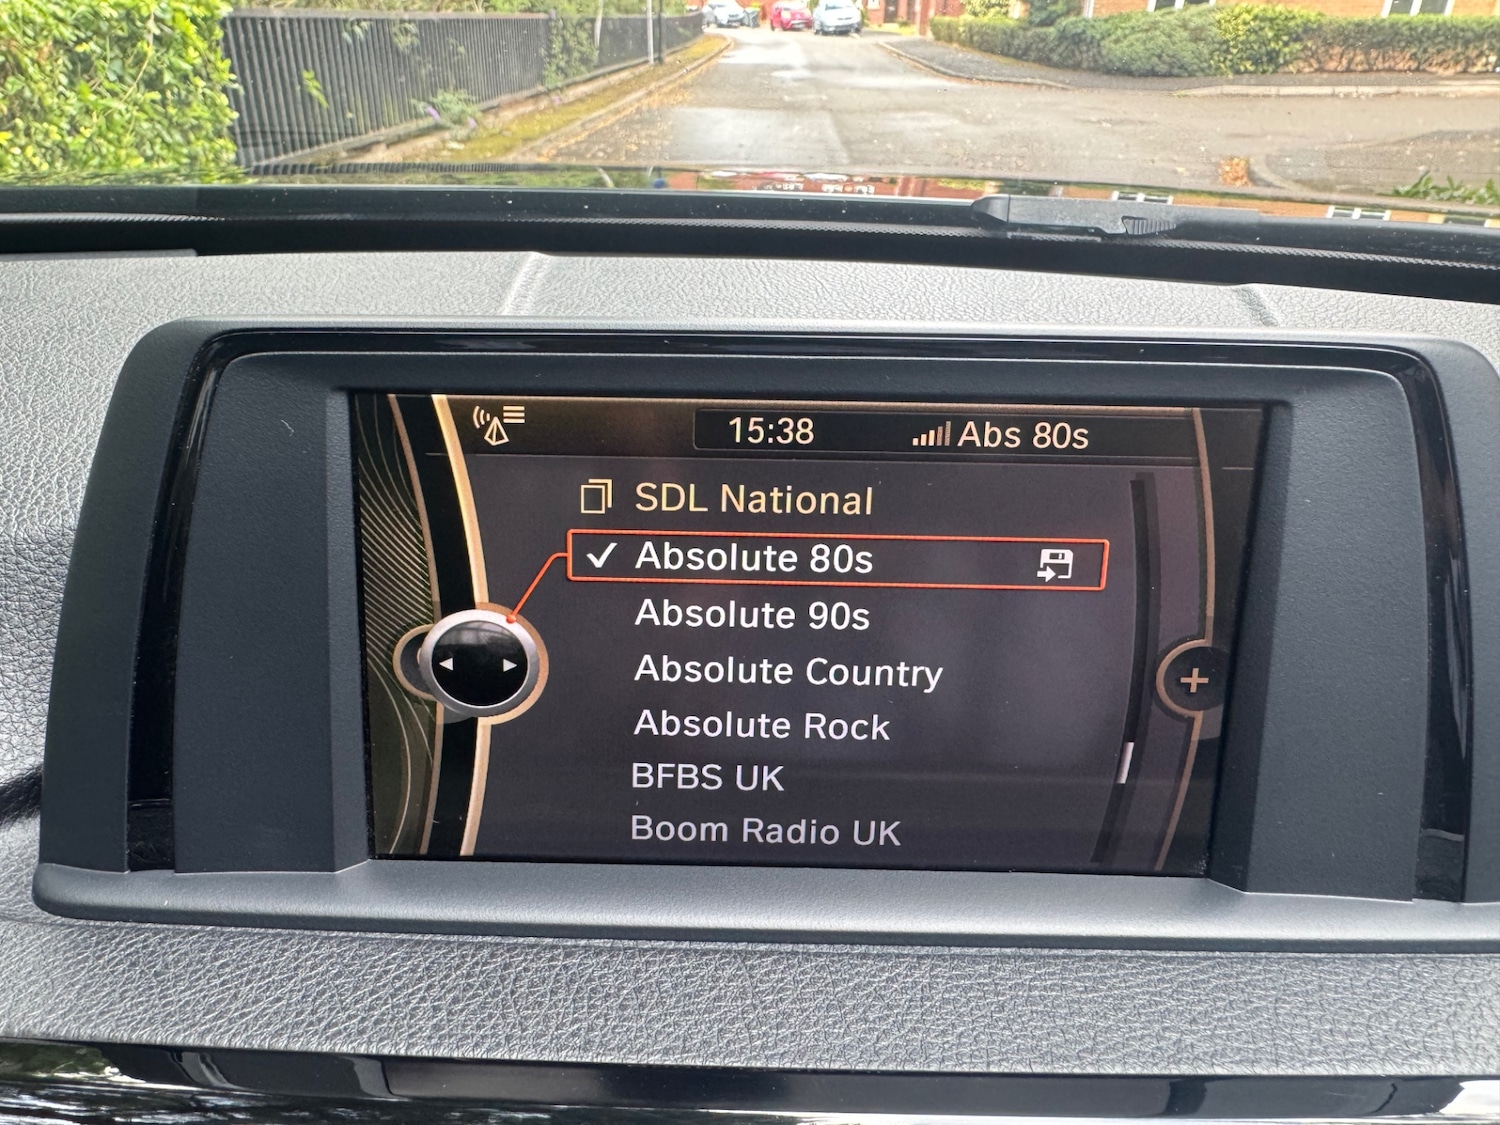 15:38 Abs 80s
SDL National
Absolute 80s
Absolute 90s
Absolute Country
Absolute Rock
BFBS UK
Boom Radio UK